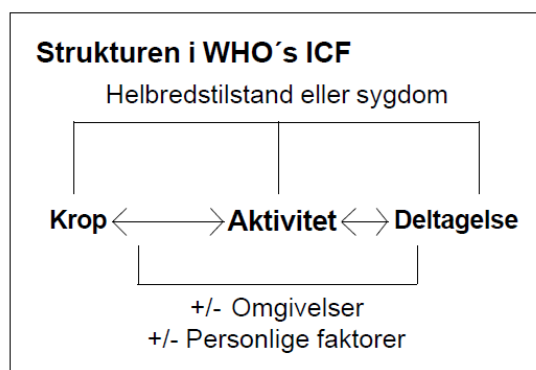 Strukturen i WHO´s ICF
Helbredstilstand eller sygdom
Krop Aktivitet Deltagelse
+/- Omgivelser
+/- Personlige faktorer